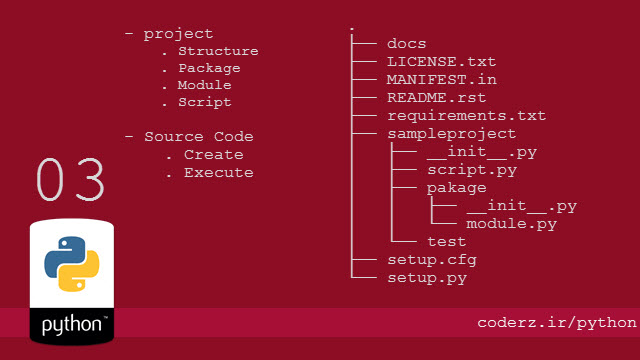 - project
. Structure
. Package
. Module
. Script
- Source Code
. Create
. Execute
03
python™
.
├── docs
├── LICENSE.txt
├── MANIFEST.in
├── README.rst
├── requirements.txt
├── sampleproject
│   ├── __init__.py
│   ├── script.py
│   ├── pakage
│   │   ├── __init__.py
│   │   └── module.py
│   └── test
├── setup.cfg
└── setup.py
coderz.ir/python